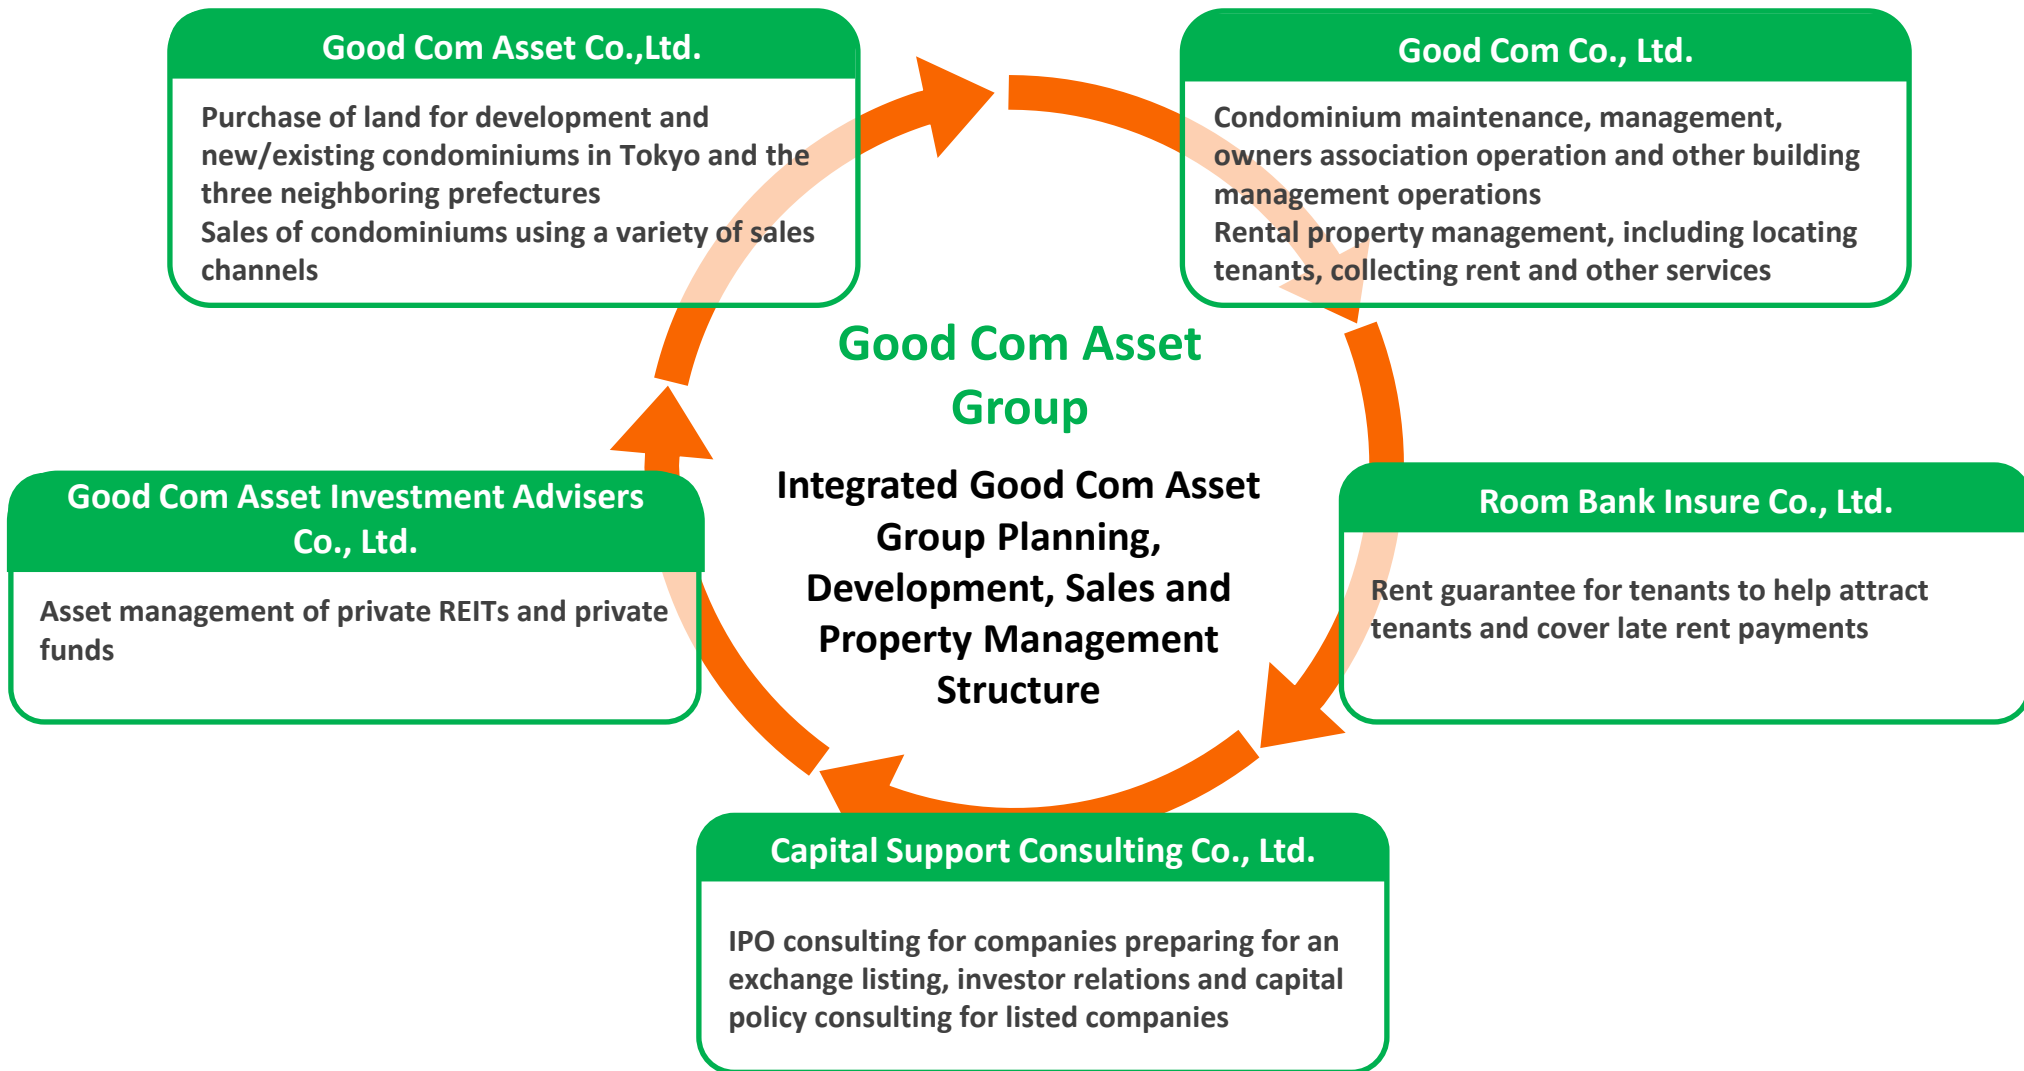 Good Com Asset Co.,Ltd.
Purchase of land for development and
new/existing condominiums in Tokyo and the
three neighboring prefectures
Sales of condominiums using a variety of sales
channels
Good Com Co., Ltd.
Condominium maintenance, management,
owners association operation and other building
management operations
Rental property management, including locating
tenants, collecting rent and other services
Good Com Asset
Group
Integrated Good Com Asset
Group Planning,
Development, Sales and
Property Management
Structure
Good Com Asset Investment Advisers
Co., Ltd.
Asset management of private REITs and private
funds
Room Bank Insure Co., Ltd.
Rent guarantee for tenants to help attract
tenants and cover late rent payments
Capital Support Consulting Co., Ltd.
IPO consulting for companies preparing for an
exchange listing, investor relations and capital
policy consulting for listed companies